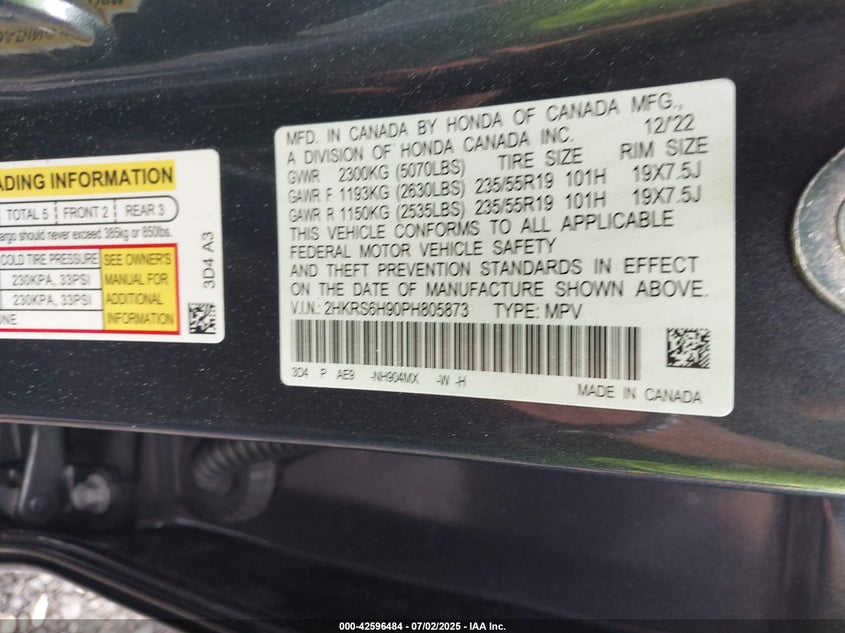 ADING INFORMATION
TOTAL 5 FRONT 2 REAR 3
argo should never exceed 385kg or 850lbs.
COLD TIRE PRESSURE
230KPA, 33PSI
230KPA, 33PSI
ONE
SEE OWNER'S
MANUAL FOR
ADDITIONAL
INFORMATION
3D4 A3
MFD. IN CANADA BY HONDA OF CANADA MFG.,
A DIVISION OF HONDA CANADA INC. 12/22
GVWR 2300KG (5070LBS) TIRE SIZE RIM SIZE
GAWR F 1193KG (2630LBS) 235/55R19 101H 19X7.5J
GAWR R 1150KG (2535LBS) 235/55R19 101H 19X7.5J
THIS VEHICLE CONFORMS TO ALL APPLICABLE
FEDERAL MOTOR VEHICLE SAFETY
AND THEFT PREVENTION STANDARDS IN EFFECT
ON THE DATE OF MANUFACTURE SHOWN ABOVE.
V.I.N.: 2HKRS6H90PH805873 TYPE: MPV
3D4 P AE9 -NH904MX -W -H
MADE IN CANADA
000-42596484 - 07/02/2025 - IAA Inc.